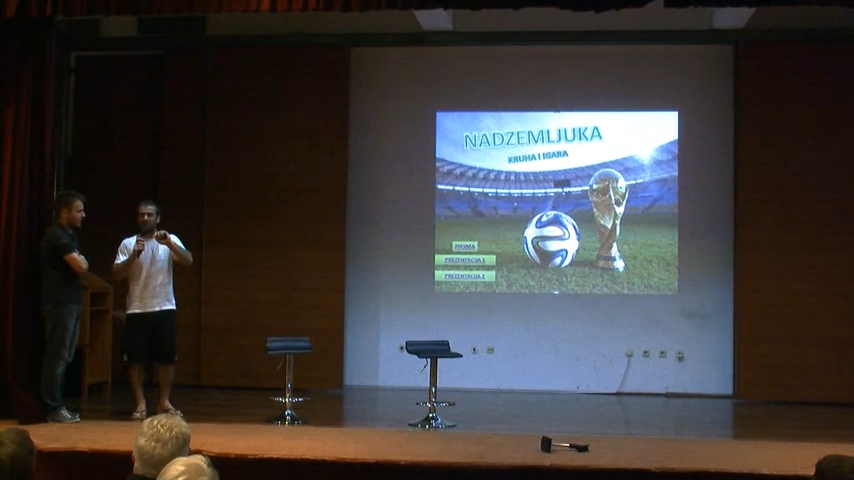 NADZEMLJUKA
KRUHA I IGARA
PJESMA
PREZENTACIJA 1
PREZENTACIJA 2